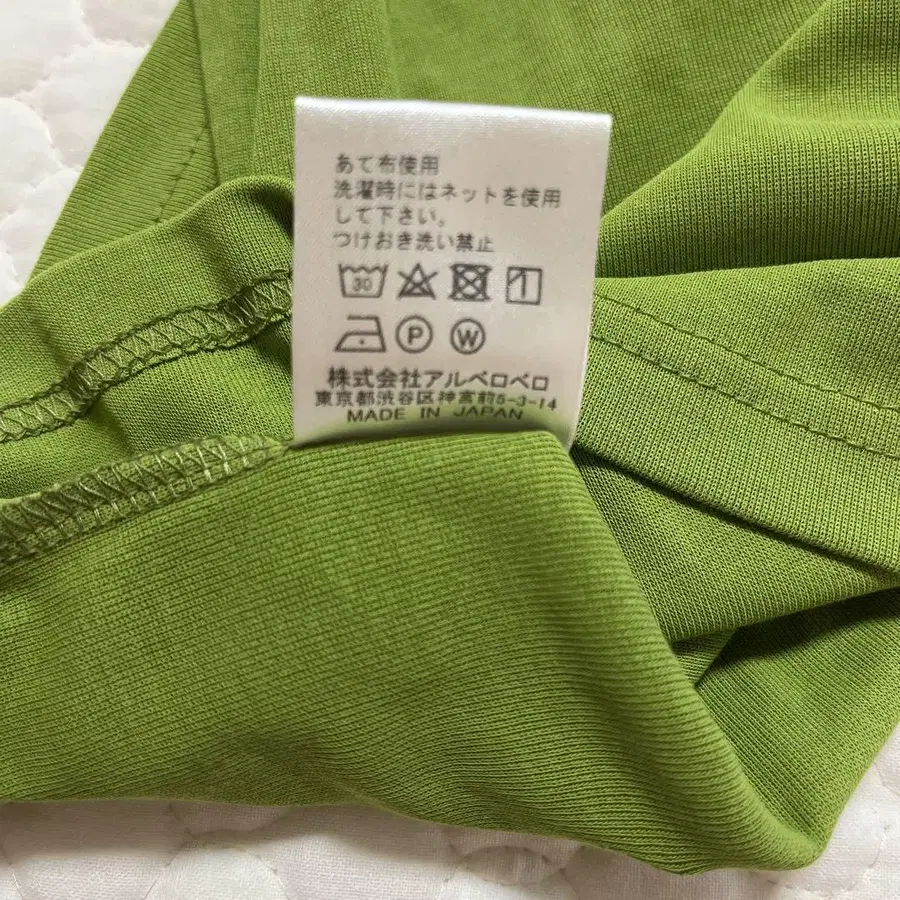 あて布使用
洗濯時にはネットを使用
して下さい。
つけおき洗い禁止
30
P W
株式会社アルベロベロ
東京都渋谷区神宮前5-3-14
MADE IN JAPAN